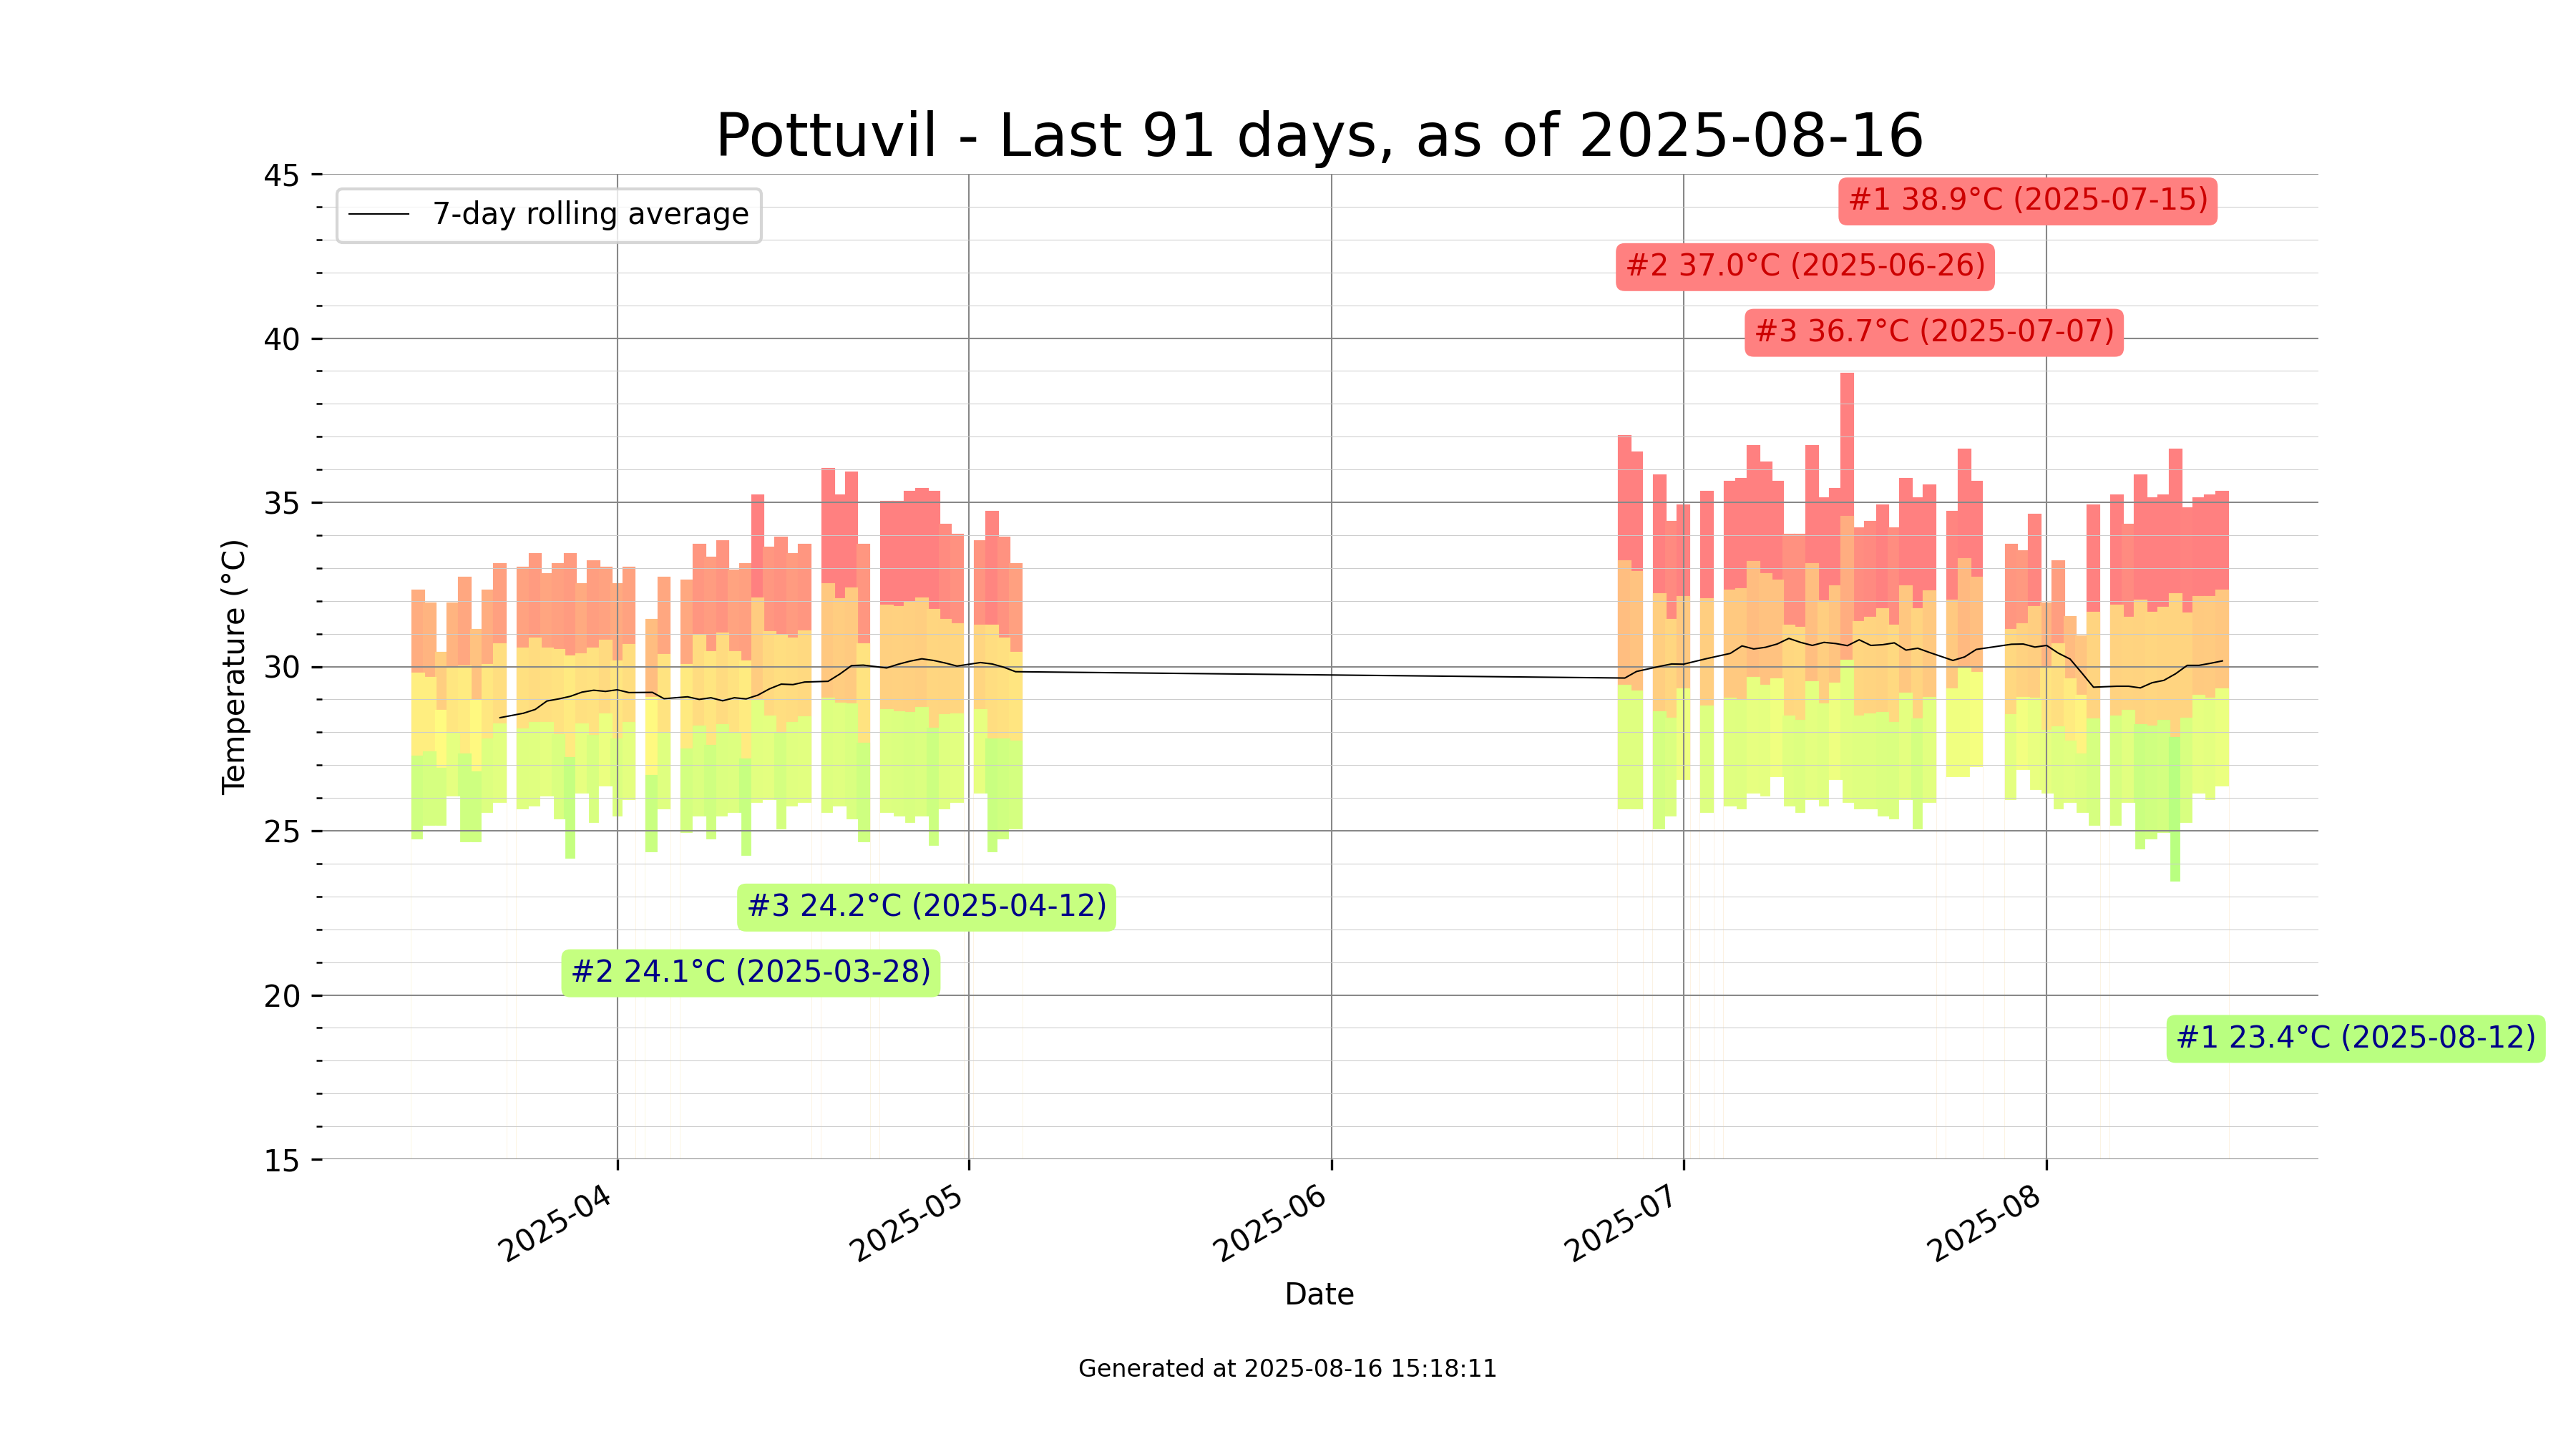 Pottuvil - Last 91 days, as of 2025-08-16
45
7-day rolling average
#1 38.9°C (2025-07-15)
#2 37.0°C (2025-06-26)
#3 36.7°C (2025-07-07)
40
35
30
25
20
15
Temperature (°C)
#3 24.2°C (2025-04-12)
#2 24.1°C (2025-03-28)
#1 23.4°C (2025-08-12)
2025-04
2025-05
2025-06
2025-07
2025-08
Date
Generated at 2025-08-16 15:18:11